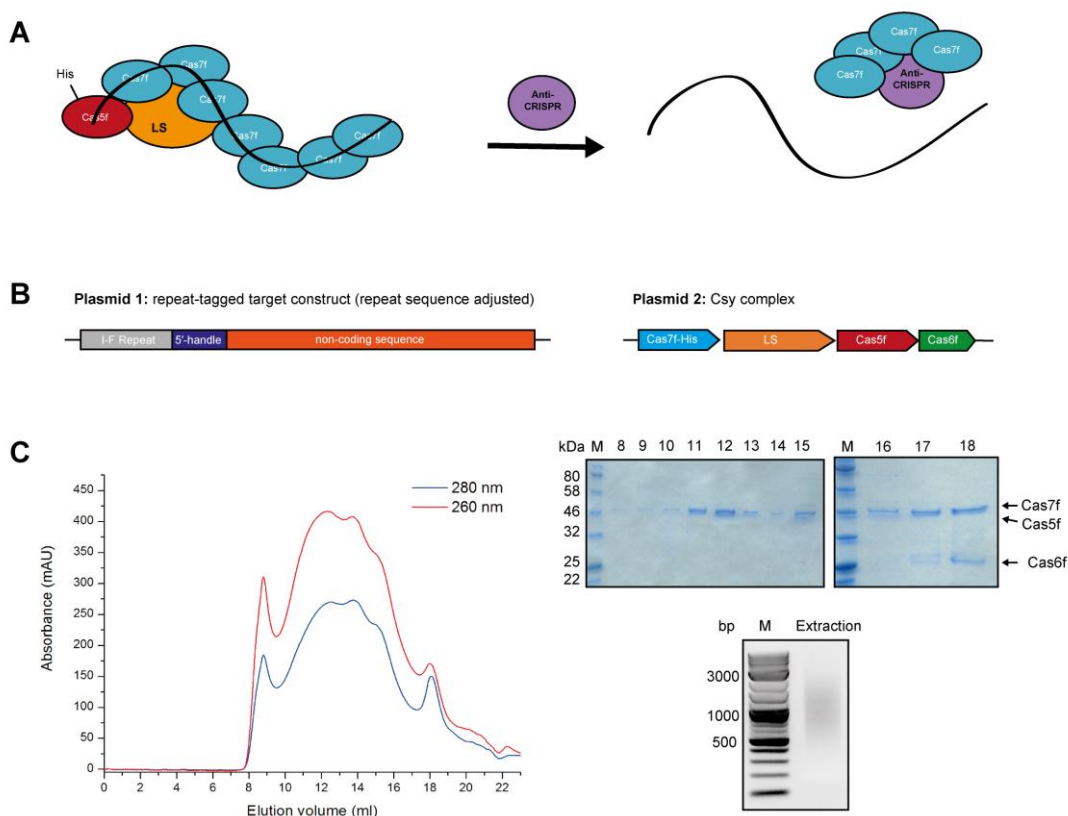 A
His
Cas5f
Cas7f
Cas7f
Cas7f
LS
Cas7f
Cas7f
Cas7f
Cas7f
Anti-
CRISPR
Cas7f
Cas7f
Cas7f
Cas7f
Anti-
CRISPR
B
Plasmid 1: repeat-tagged target construct (repeat sequence adjusted)
I-F Repeat 5'-handle non-coding sequence
Plasmid 2: Csy complex
Cas7f-His LS Cas5f Cas6f
C
Absorbance (mAU)
450
400
350
300
250
200
150
100
50
0
280 nm
260 nm
0 2 4 6 8 10 12 14 16 18 20 22
Elution volume (ml)
kDa M 8 9 10 11 12 13 14 15 M 16 17 18
80
58
46
32
25
22
Cas7f
Cas5f
Cas6f
bp M Extraction
3000
1000
500